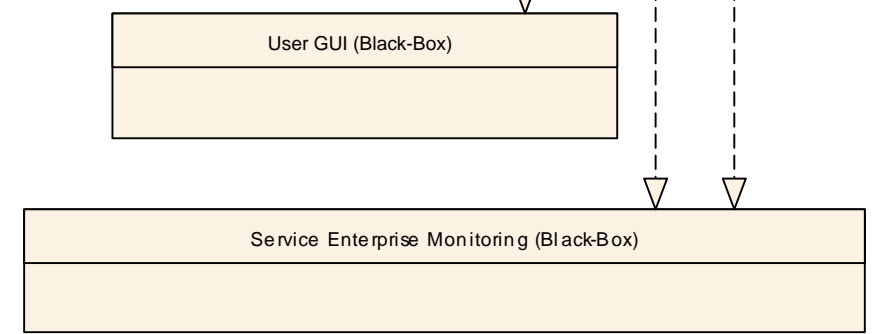 User GUI (Black-Box)
Service Enterprise Monitoring (Black-Box)